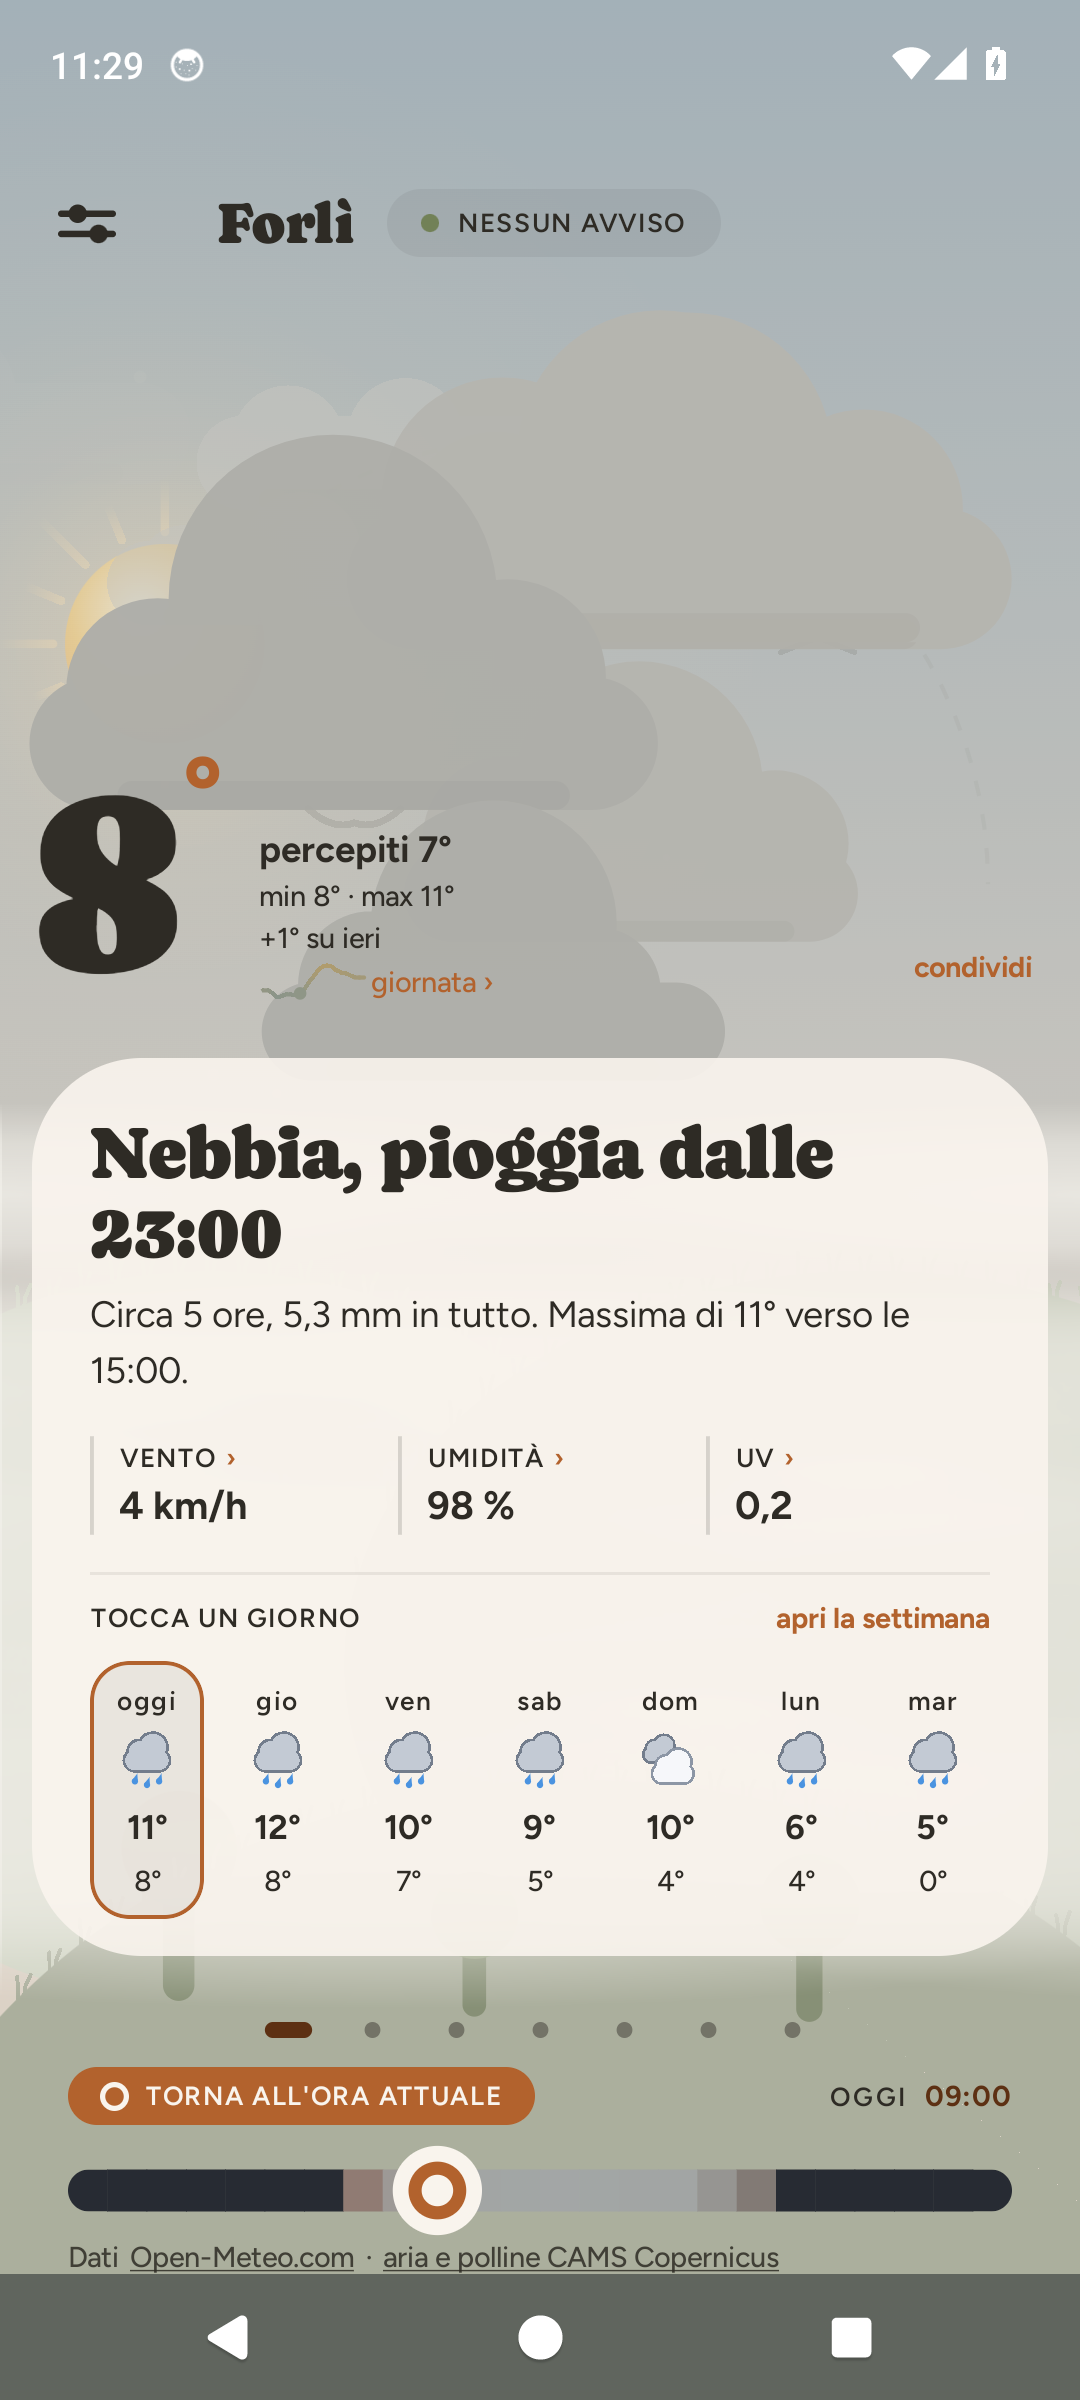 11:29
Forlì
NESSUN AVVISO
8
percepiti 7°
min 8° · max 11°
+1° su ieri
giornata ›
condividi
Nebbia, pioggia dalle
23:00
Circa 5 ore, 5,3 mm in tutto. Massima di 11° verso le
15:00.
VENTO › UMIDITÀ › UV ›
4 km/h 98 % 0,2
TOCCA UN GIORNO apri la settimana
oggi gio ven sab dom lun mar
11° 12° 10° 9° 10° 6° 5°
8° 8° 7° 5° 4° 4° 0°
TORNA ALL'ORA ATTUALE OGGI 09:00
Dati Open-Meteo.com · aria e polline CAMS Copernicus